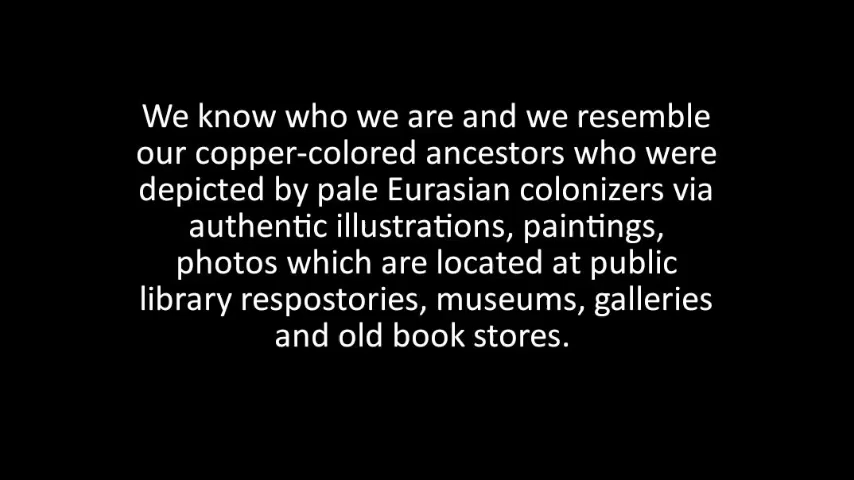 We know who we are and we resemble
our copper-colored ancestors who were
depicted by pale Eurasian colonizers via
authentic illustrations, paintings,
photos which are located at public
library respostories, museums, galleries
and old book stores.